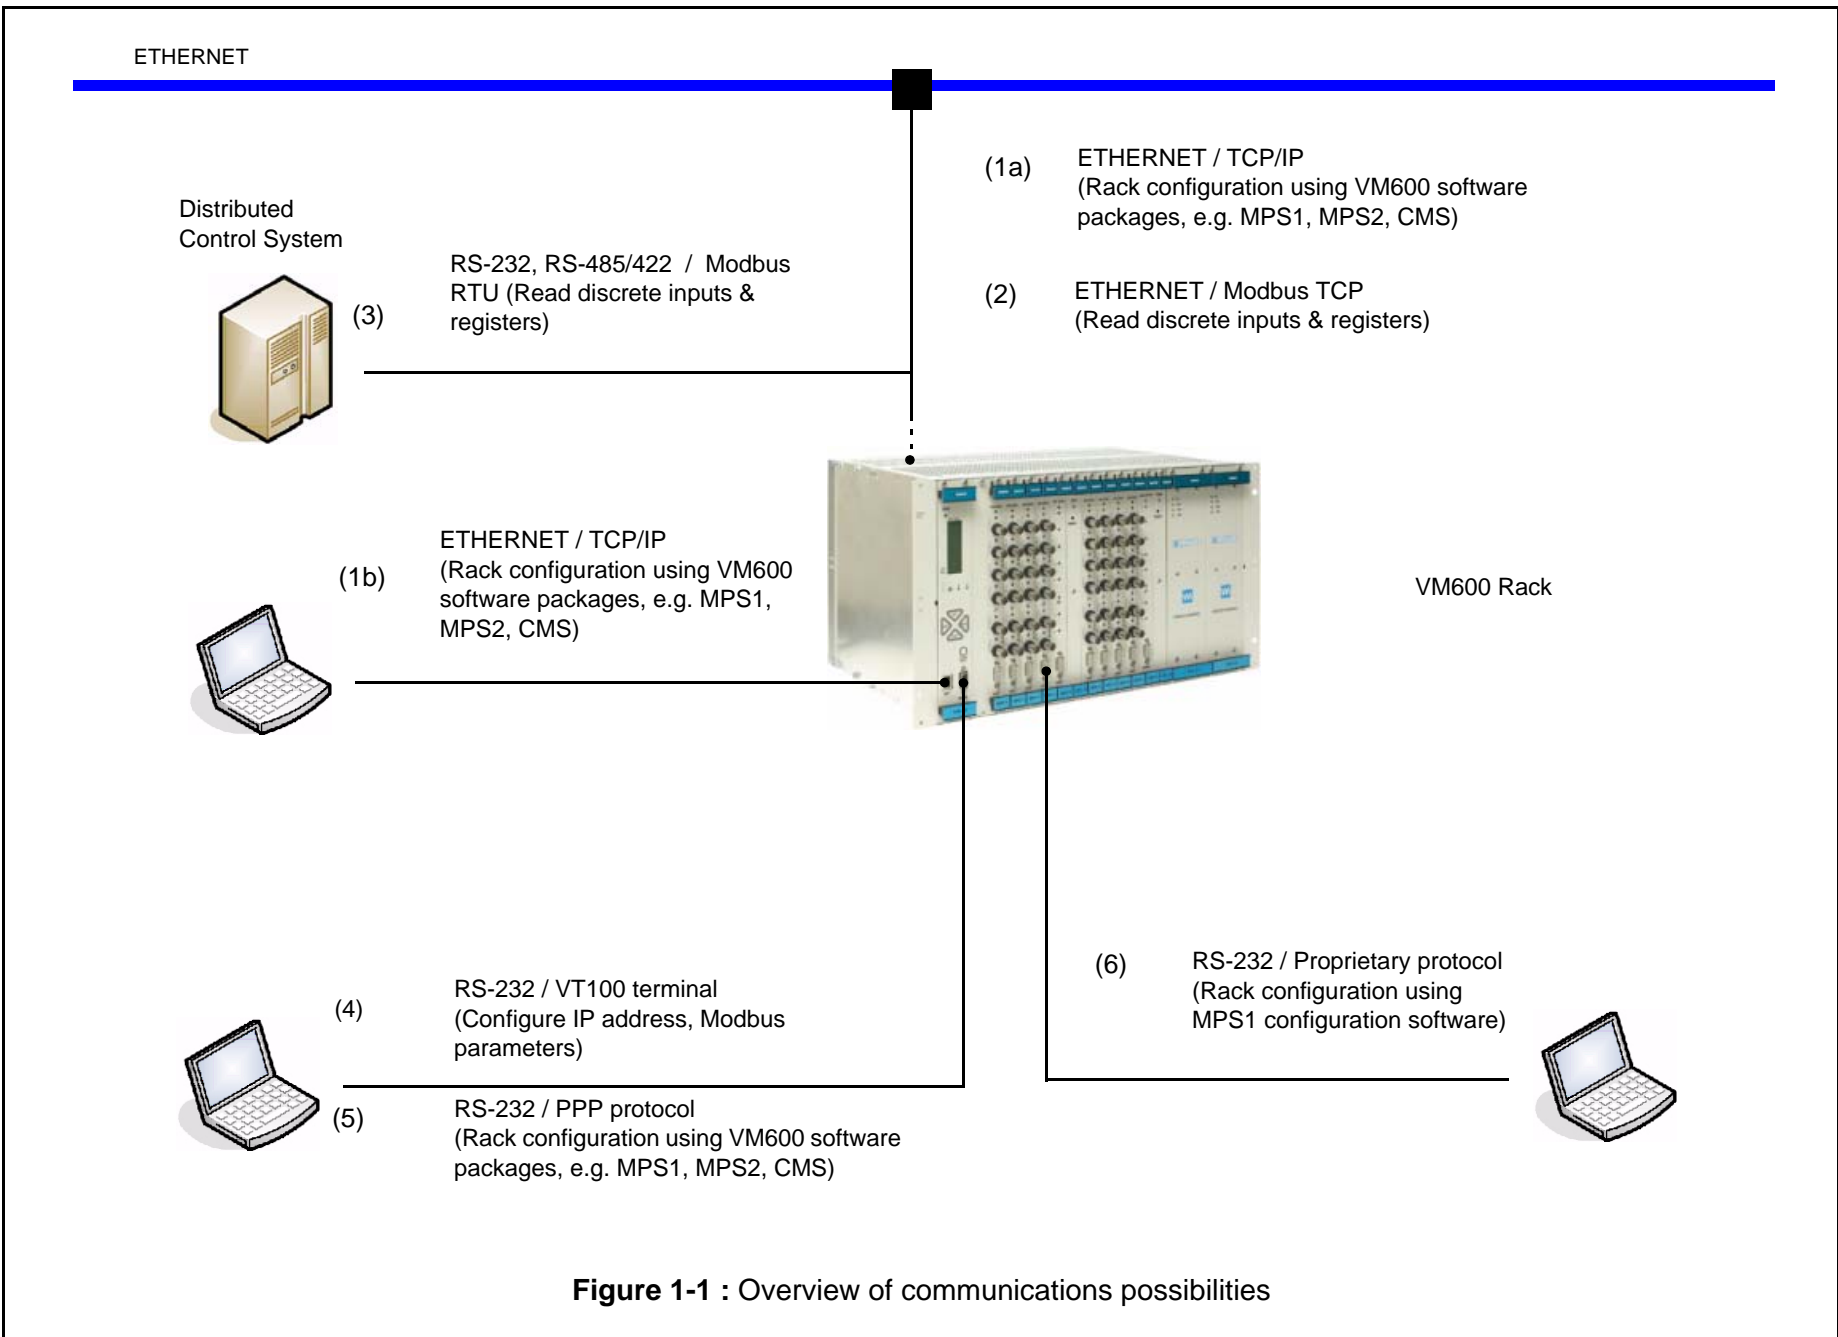 ETHERNET
(1a)
ETHERNET / TCP/IP
(Rack configuration using VM600 software
packages, e.g. MPS1, MPS2, CMS)
Distributed
Control System
(3)
RS-232, RS-485/422 / Modbus
RTU (Read discrete inputs &
registers)
(2)
ETHERNET / Modbus TCP
(Read discrete inputs & registers)
(1b)
ETHERNET / TCP/IP
(Rack configuration using VM600
software packages, e.g. MPS1,
MPS2, CMS)
VM600 Rack
(4)
RS-232 / VT100 terminal
(Configure IP address, Modbus
parameters)
(5)
RS-232 / PPP protocol
(Rack configuration using VM600 software
packages, e.g. MPS1, MPS2, CMS)
(6)
RS-232 / Proprietary protocol
(Rack configuration using
MPS1 configuration software)
Figure 1-1 : Overview of communications possibilities